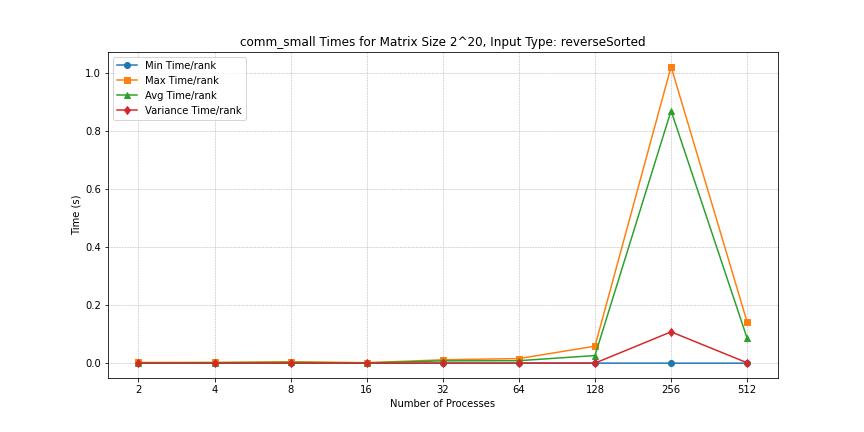 comm_small Times for Matrix Size 2^20, Input Type: reverseSorted
Min Time/rank
Max Time/rank
Avg Time/rank
Variance Time/rank
Time (s)
1.0
0.8
0.6
0.4
0.2
0.0
2 4 8 16 32 64 128 256 512
Number of Processes